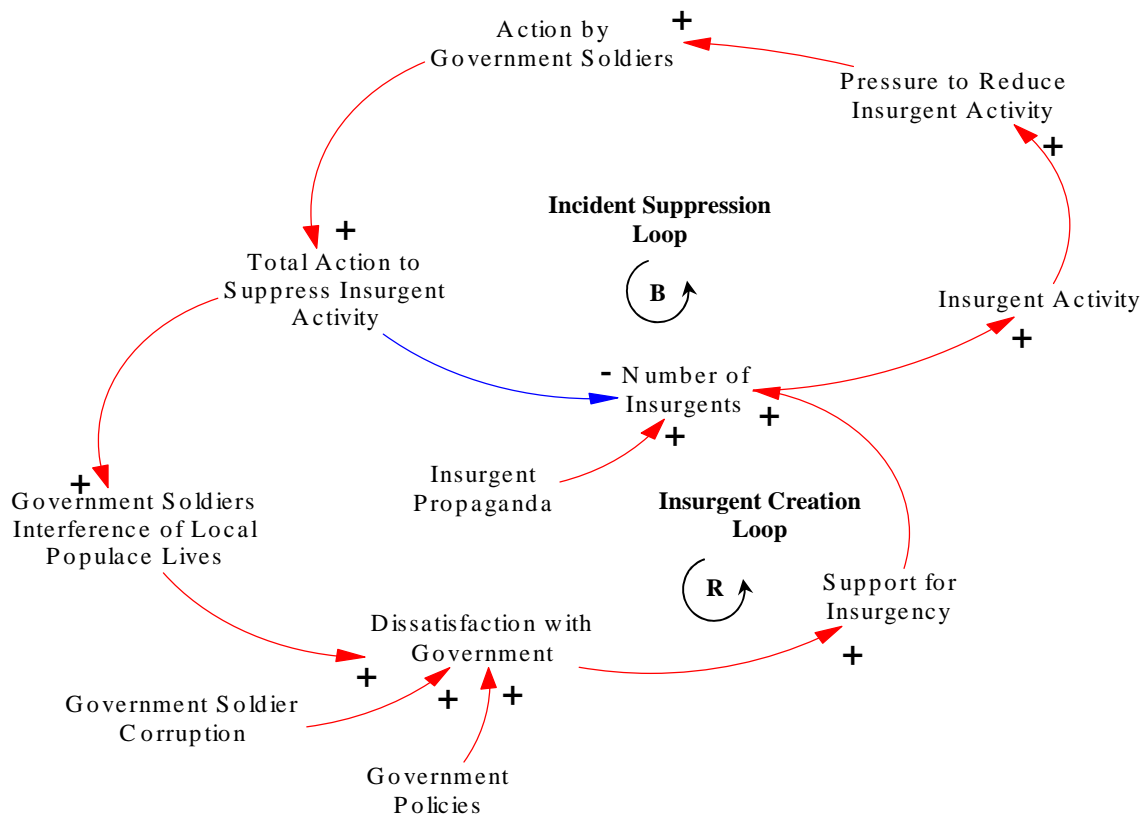 +
Action by
Government Soldiers
Pressure to Reduce
Insurgent Activity
+
Incident Suppression
Loop
B
+
Total Action to
Suppress Insurgent
Activity
Insurgent Activity
+
- Number of
Insurgents
+
+
Insurgent
Propaganda
+
Government Soldiers
Interference of Local
Populace Lives
Insurgent Creation
Loop
R
Support for
Insurgency
+
Dissatisfaction with
Government
+
+
+
Government Soldier
Corruption
Government
Policies